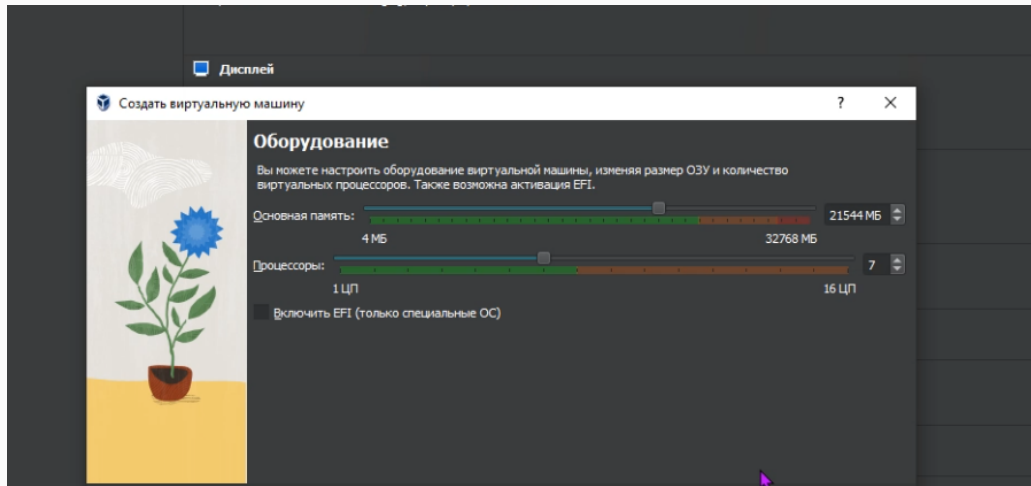 Дисплей
Создать виртуальную машину
?
Оборудование
Вы можете настроить оборудование виртуальной машины, изменяя размер ОЗУ и количество
виртуальных процессоров. Также возможна активация EFI.
Основная память: 21544 МБ
4 МБ 32768 МБ
Процессоры: 7
1 ЦП 16 ЦП
Включить EFI (только специальные ОС)